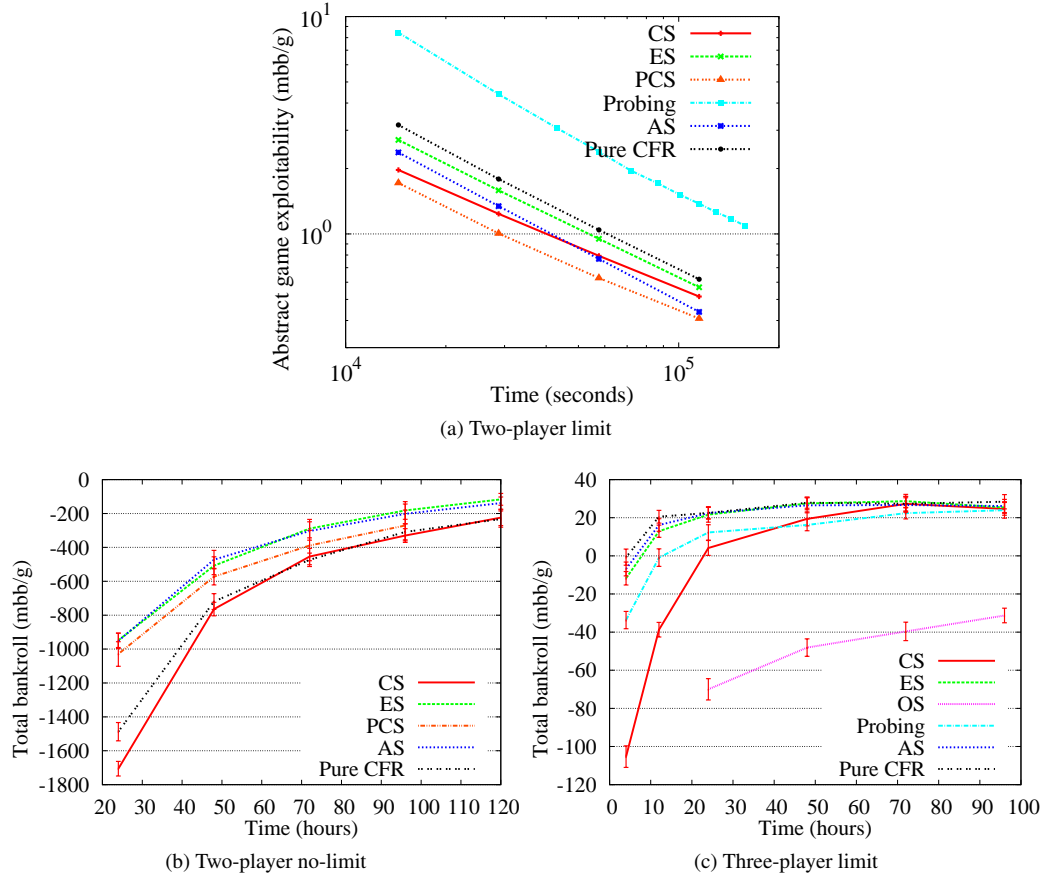 Abstract game exploitability (mbb/g)
10^1
10^0
CS
ES
PCS
Probing
AS
Pure CFR
10^4
10^5
Time (seconds)
(a) Two-player limit
Total bankroll (mbb/g)
0
-200
-400
-600
-800
-1000
-1200
-1400
-1600
-1800
CS
ES
PCS
AS
Pure CFR
20 30 40 50 60 70 80 90 100 110 120
Time (hours)
(b) Two-player no-limit
Total bankroll (mbb/g)
40
20
0
-20
-40
-60
-80
-100
-120
CS
ES
OS
Probing
AS
Pure CFR
0 10 20 30 40 50 60 70 80 90 100
Time (hours)
(c) Three-player limit